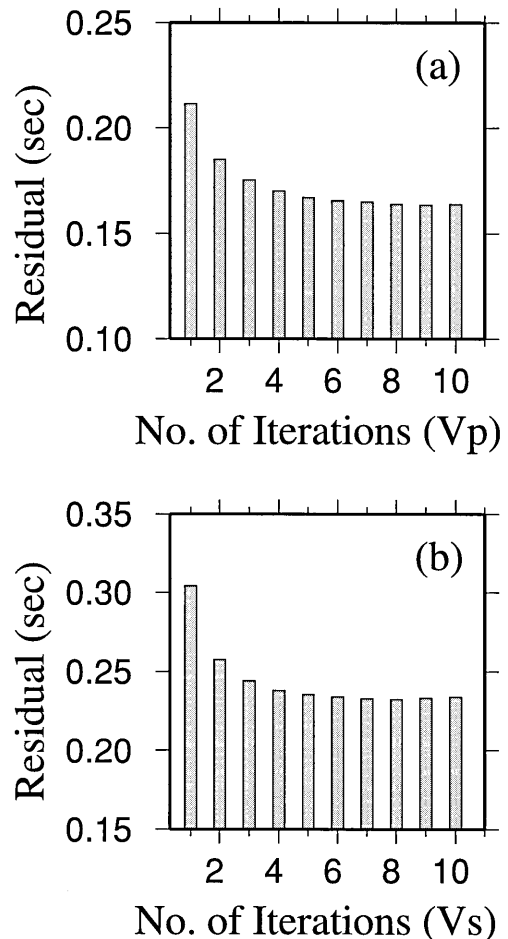 0.25
(a)
0.20
0.15
0.10
Residual (sec)
2 4 6 8 10
No. of Iterations (Vp)
0.35
(b)
0.30
0.25
0.20
0.15
Residual (sec)
2 4 6 8 10
No. of Iterations (Vs)